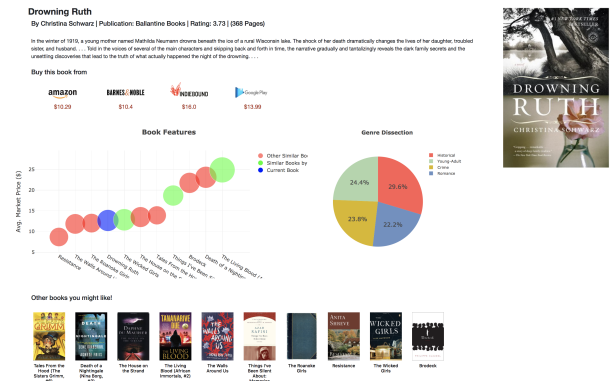 Drowning Ruth
By Christina Schwarz | Publication: Ballantine Books | Rating: 3.73 | (368 Pages)
In the winter of 1919, a young mother named Mathilda Neumann drowns beneath the ice of a rural Wisconsin lake. The shock of her death dramatically changes the lives of her daughter, troubled
sister, and husband. . . . Told in the voices of several of the main characters and skipping back and forth in time, the narrative gradually and tantalizingly reveals the dark family secrets and the
unsettling discoveries that lead to the truth of what actually happened the night of the drowning. . . .
Buy this book from
amazon
BARNES&NOBLE
INDIEBOUND
Google Play
$10.29
$10.4
$16.0
$13.99
Book Features
Other Similar Bo
Similar Books by
Current Book
Avg. Market Price ($)
25
20
15
10
5
Resistance
The Walls Around
The Roanoke Girls
Drowning Ruth
The Wicked Girls
The House on the
Tales From the H
Things I've Been
Brodeck
Death of a Nightin
The Living Blood (
Genre Dissection
Historical
Young-Adult
Crime
Romance
24.4%
29.6%
23.8%
22.2%
DROWNING
RUTH
CHRISTINA SCHWARZ
Other books you might like!
Tales From the
Hood (The
Sisters Grimm,
Death of a
Nightingale
(Nina Borg,
The House on
the Strand
The Living
Blood (African
Immortals, #2)
The Walls
Around Us
Things I've
Been Silent
About:
The Roanoke
Girls
Resistance
The Wicked
Girls
Brodeck